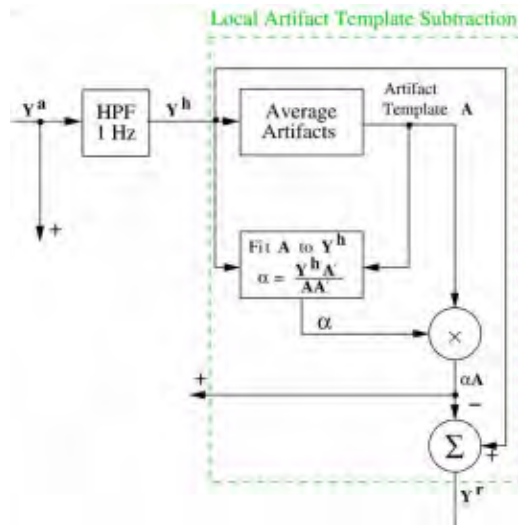 Local Artifact Template Subtraction
Y^a
HPF
1 Hz
Y^h
Average
Artifacts
Artifact
Template A
+
Fit A to Y^h
α = Y^h A' / AA'
α
×
+
αA
−
Σ
+
Y^r